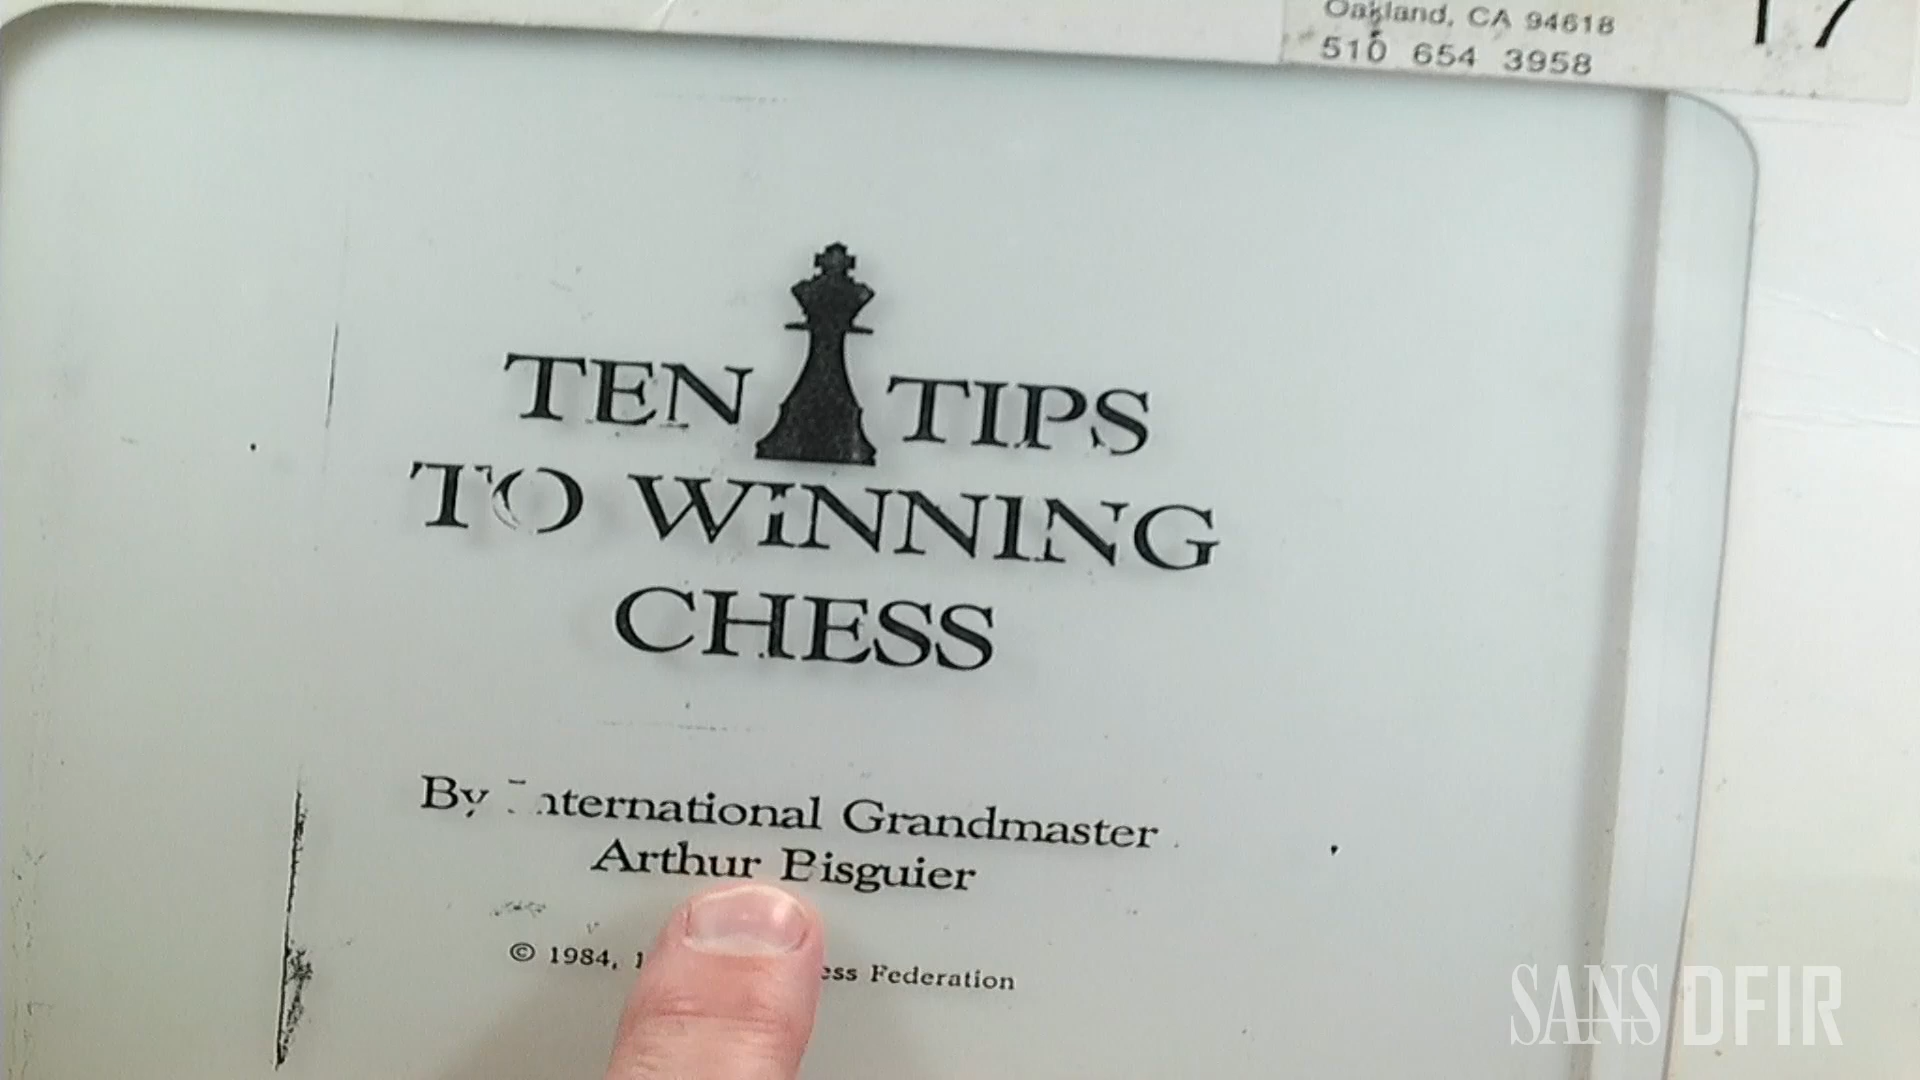 Oakland, CA 94618
510 654 3958
17
TEN TIPS
TO WINNING
CHESS
By International Grandmaster
Arthur Bisguier
© 1984, Federation
SANS DFIR